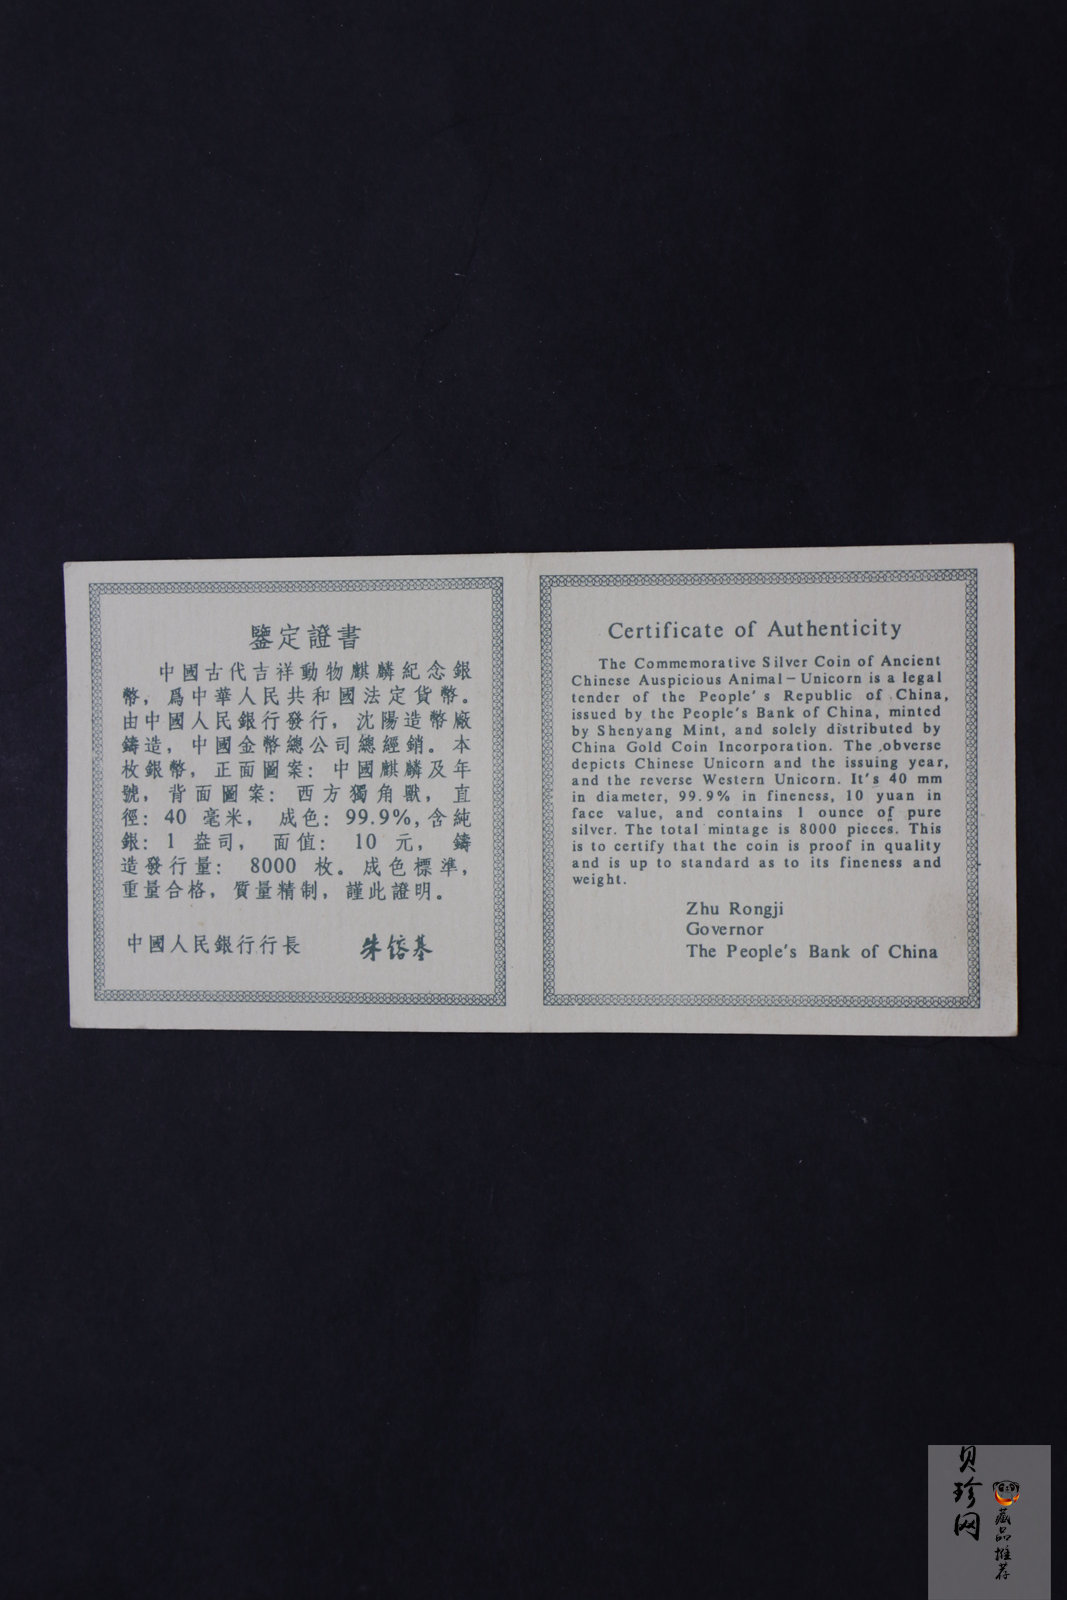 鑒定證書
中國古代吉祥動物麒麟紀念銀
幣，爲中華人民共和國法定貨幣。
由中國人民銀行發行，沈陽造幣廠
鑄造，中國金幣總公司總經銷。本
枚銀幣，正面圖案：中國麒麟及年
號，背面圖案：西方獨角獸，直
徑：40 毫米，成色：99.9%，含純
銀：1 盎司，面值：10 元，鑄
造發行量：8000 枚。成色標準，
重量合格，質量精制，謹此證明。
中國人民銀行行長 朱鎔基
Certificate of Authenticity
The Commemorative Silver Coin of Ancient
Chinese Auspicious Animal－Unicorn is a legal
tender of the People's Republic of China,
issued by the People's Bank of China, minted
by Shenyang Mint, and solely distributed by
China Gold Coin Incorporation. The obverse
depicts Chinese Unicorn and the issuing year,
and the reverse Western Unicorn. It's 40 mm
in diameter, 99.9% in fineness, 10 yuan in
face value, and contains 1 ounce of pure
silver. The total mintage is 8000 pieces. This
is to certify that the coin is proof in quality
and is up to standard as to its fineness and
weight.
Zhu Rongji
Governor
The People's Bank of China
贝珍网
藏品推荐